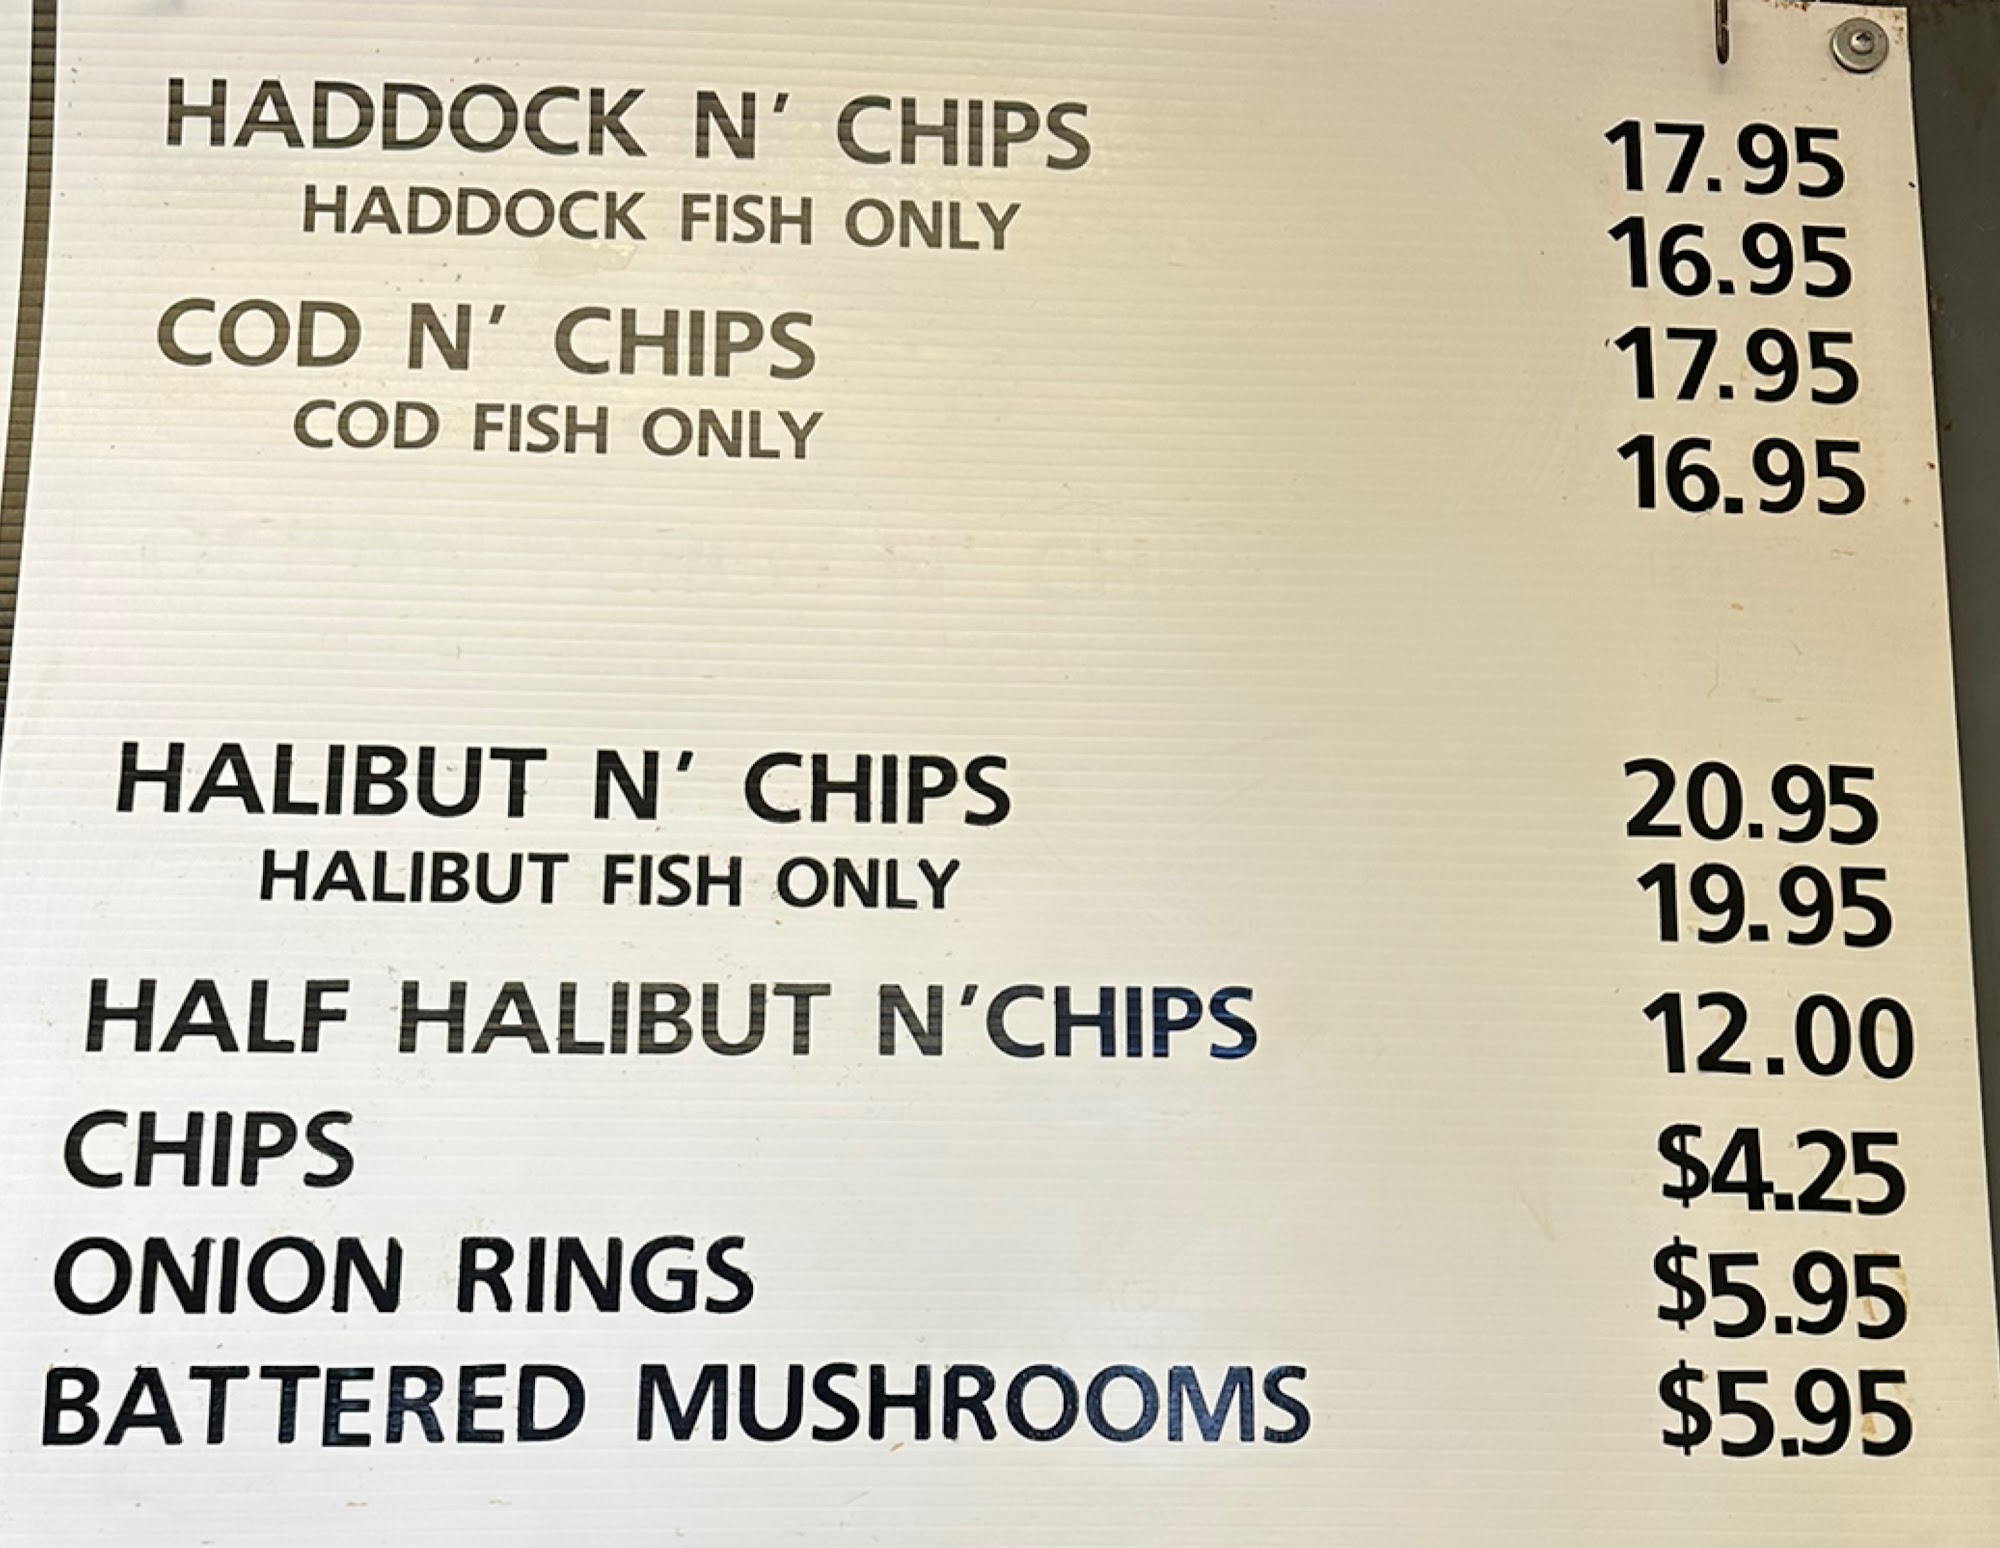 HADDOCK N' CHIPS 17.95
HADDOCK FISH ONLY 16.95
COD N' CHIPS 17.95
COD FISH ONLY 16.95
HALIBUT N' CHIPS 20.95
HALIBUT FISH ONLY 19.95
HALF HALIBUT N'CHIPS 12.00
CHIPS $4.25
ONION RINGS $5.95
BATTERED MUSHROOMS $5.95